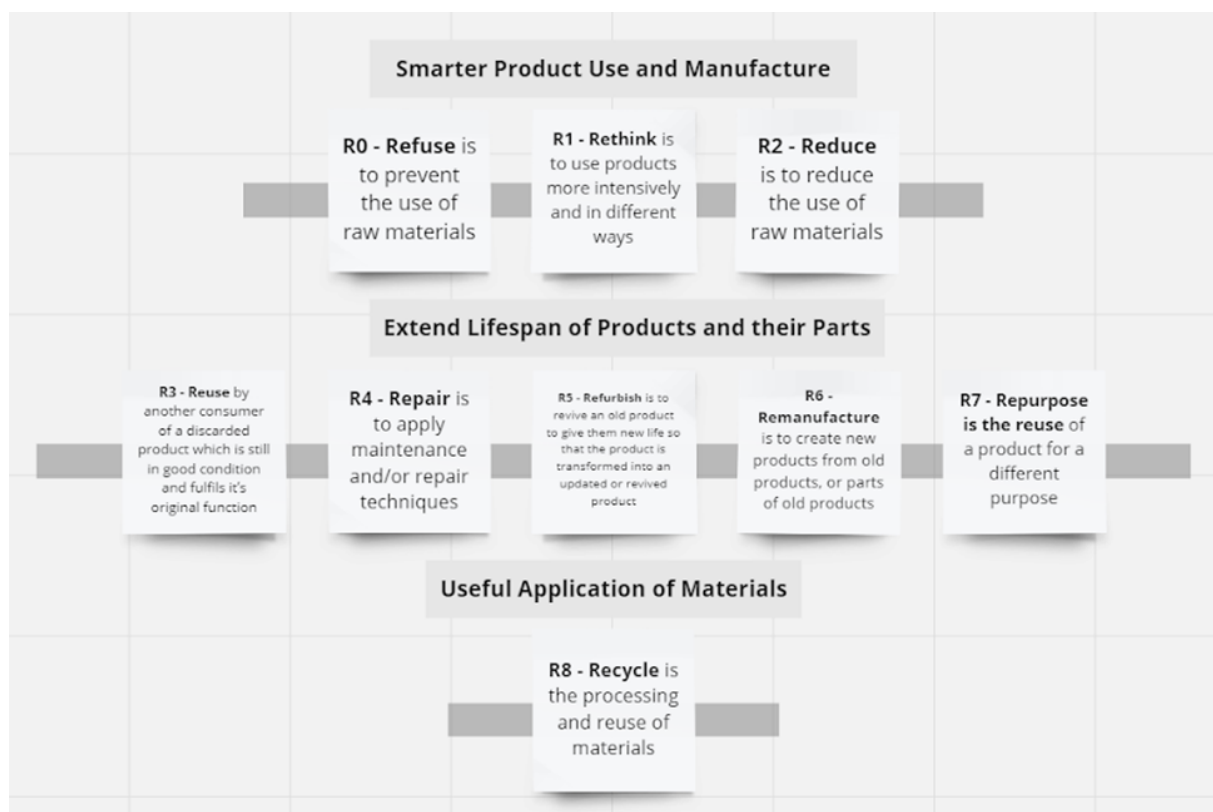 Smarter Product Use and Manufacture
R0 - Refuse is
to prevent
the use of
raw materials
R1 - Rethink is
to use products
more intensively
and in different
ways
R2 - Reduce
is to reduce
the use of
raw materials
Extend Lifespan of Products and their Parts
R3 - Reuse by
another consumer
of a discarded
product which is still
in good condition
and fulfils it's
original function
R4 - Repair is
to apply
maintenance
and/or repair
techniques
R5 - Refurbish is to
revive an old product
to give them new life so
that the product is
transformed into an
updated or revived
product
R6 -
Remanufacture
is to create new
products from old
products, or parts
of old products
R7 - Repurpose
is the reuse of
a product for a
different
purpose
Useful Application of Materials
R8 - Recycle is
the processing
and reuse of
materials